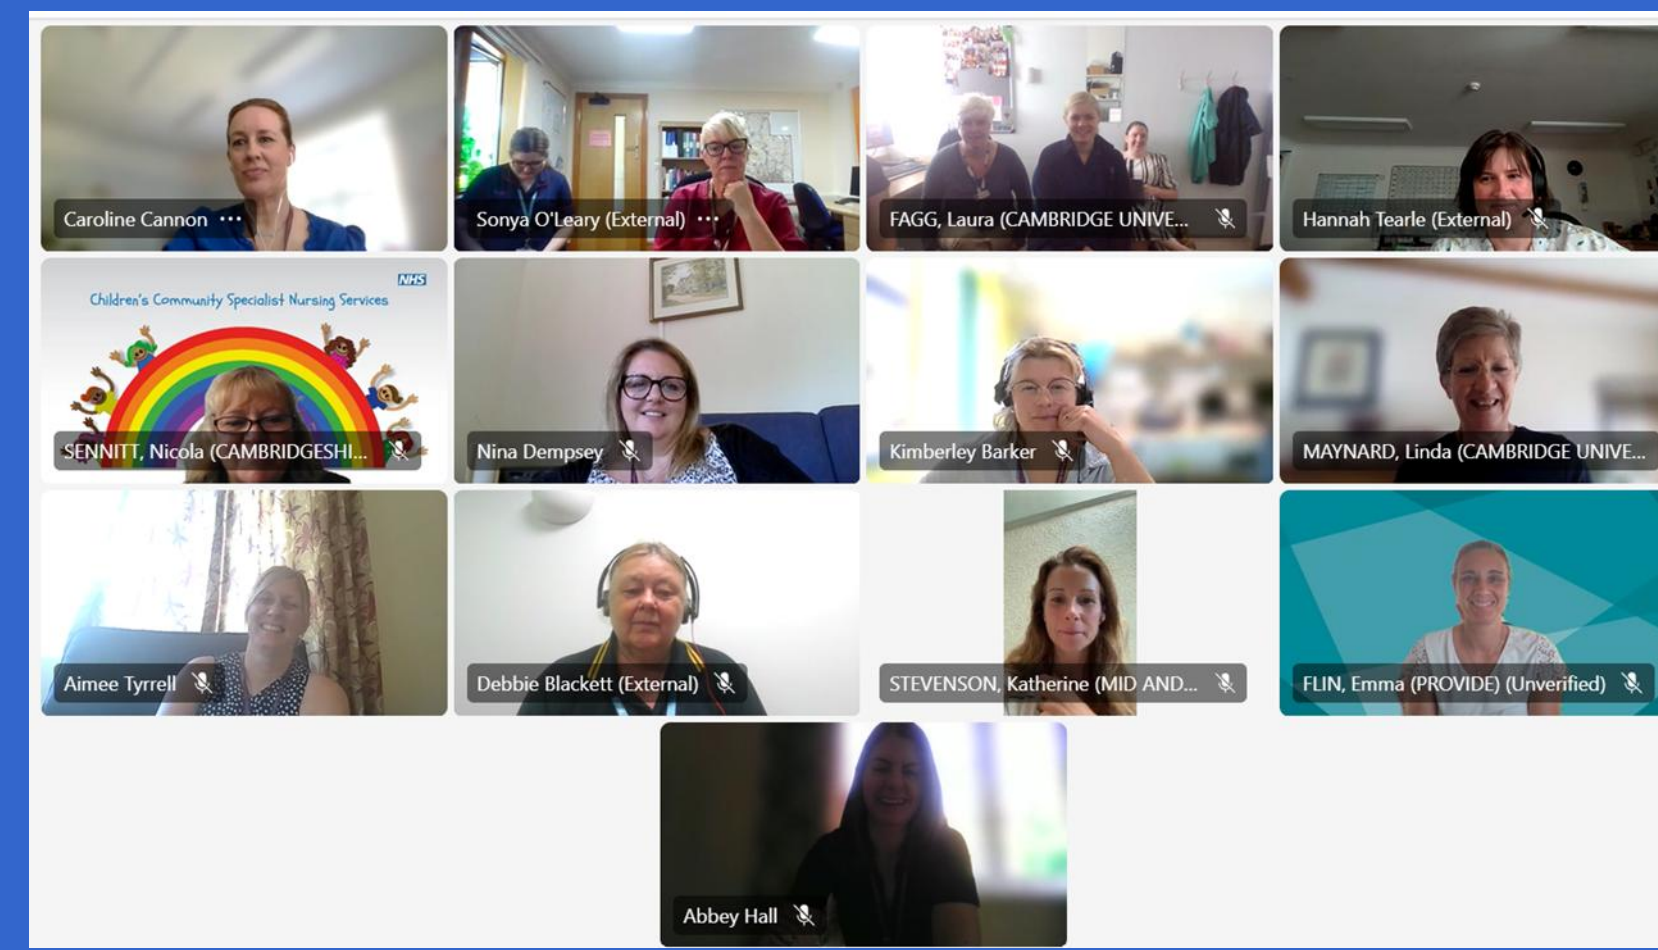 Caroline Cannon ...
Sonya O'Leary (External) ...
FAGG, Laura (CAMBRIDGE UNIVE...
Hannah Tearle (External)
NHS
Children's Community Specialist Nursing Services
SENNITT, Nicola (CAMBRIDGESHI...
Nina Dempsey
Kimberley Barker
MAYNARD, Linda (CAMBRIDGE UNIVE...
Aimee Tyrrell
Debbie Blackett (External)
STEVENSON, Katherine (MID AND...
FLIN, Emma (PROVIDE) (Unverified)
Abbey Hall